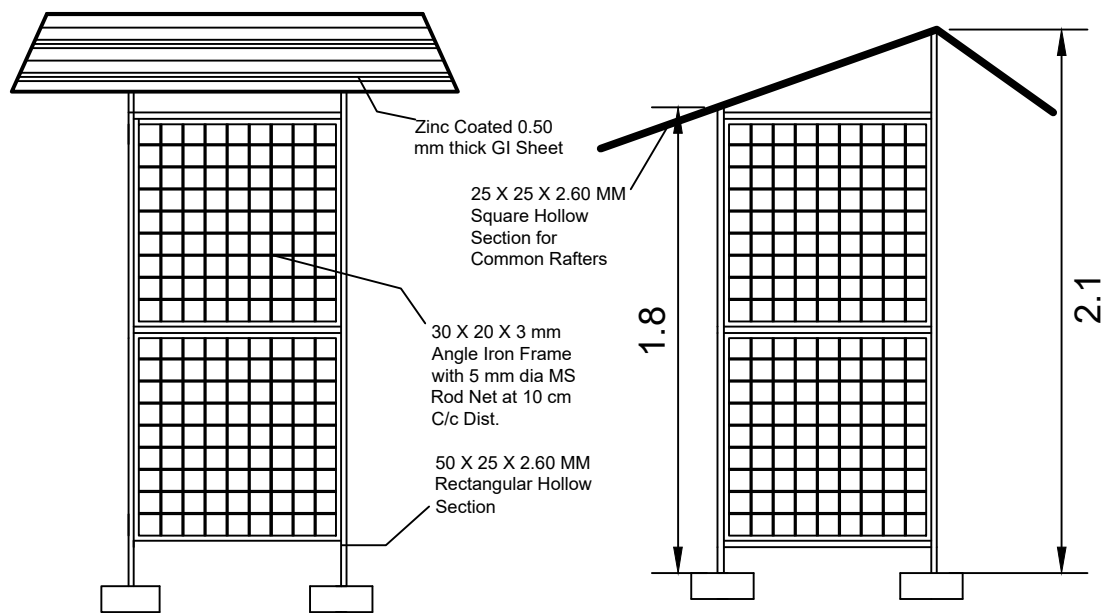 Zinc Coated 0.50
mm thick GI Sheet
25 X 25 X 2.60 MM
Square Hollow
Section for
Common Rafters
30 X 20 X 3 mm
Angle Iron Frame
with 5 mm dia MS
Rod Net at 10 cm
C/c Dist.
50 X 25 X 2.60 MM
Rectangular Hollow
Section
1.8
2.1